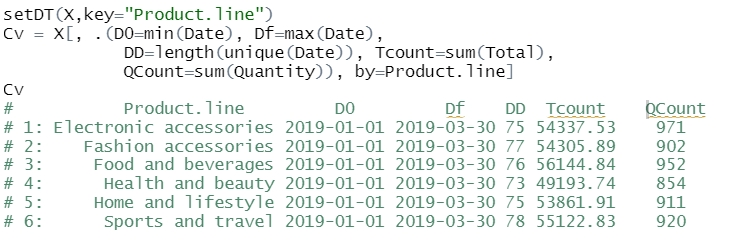 setDT(X,key="Product.line")
Cv = X[, .(D0=min(Date), Df=max(Date),
DD=length(unique(Date)), Tcount=sum(Total),
QCount=sum(Quantity)), by=Product.line]
Cv
# Product.line D0 Df DD Tcount QCount
# 1: Electronic accessories 2019-01-01 2019-03-30 75 54337.53 971
# 2: Fashion accessories 2019-01-01 2019-03-30 77 54305.89 902
# 3: Food and beverages 2019-01-01 2019-03-30 76 56144.84 952
# 4: Health and beauty 2019-01-01 2019-03-30 73 49193.74 854
# 5: Home and lifestyle 2019-01-01 2019-03-30 75 53861.91 911
# 6: Sports and travel 2019-01-01 2019-03-30 78 55122.83 920